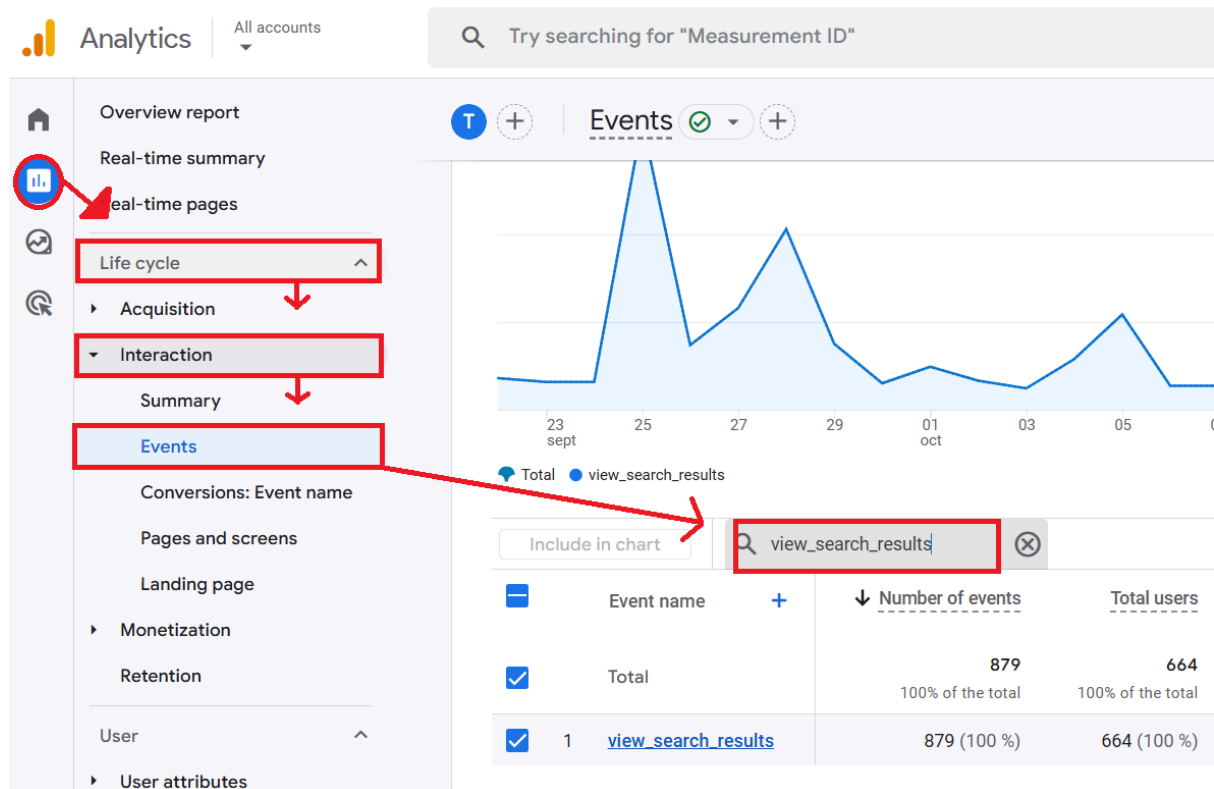 Analytics
All accounts
Try searching for "Measurement ID"
Overview report
Real-time summary
eal-time pages
Life cycle
Acquisition
Interaction
Summary
Events
Conversions: Event name
Pages and screens
Landing page
Monetization
Retention
User
User attributes
T
Events
23 25 27 29 01 03 05
sept oct
Total view_search_results
Include in chart
view_search_results
Event name + Number of events Total users
Total 879 664
100% of the total 100% of the total
1 view_search_results 879 (100 %) 664 (100 %)